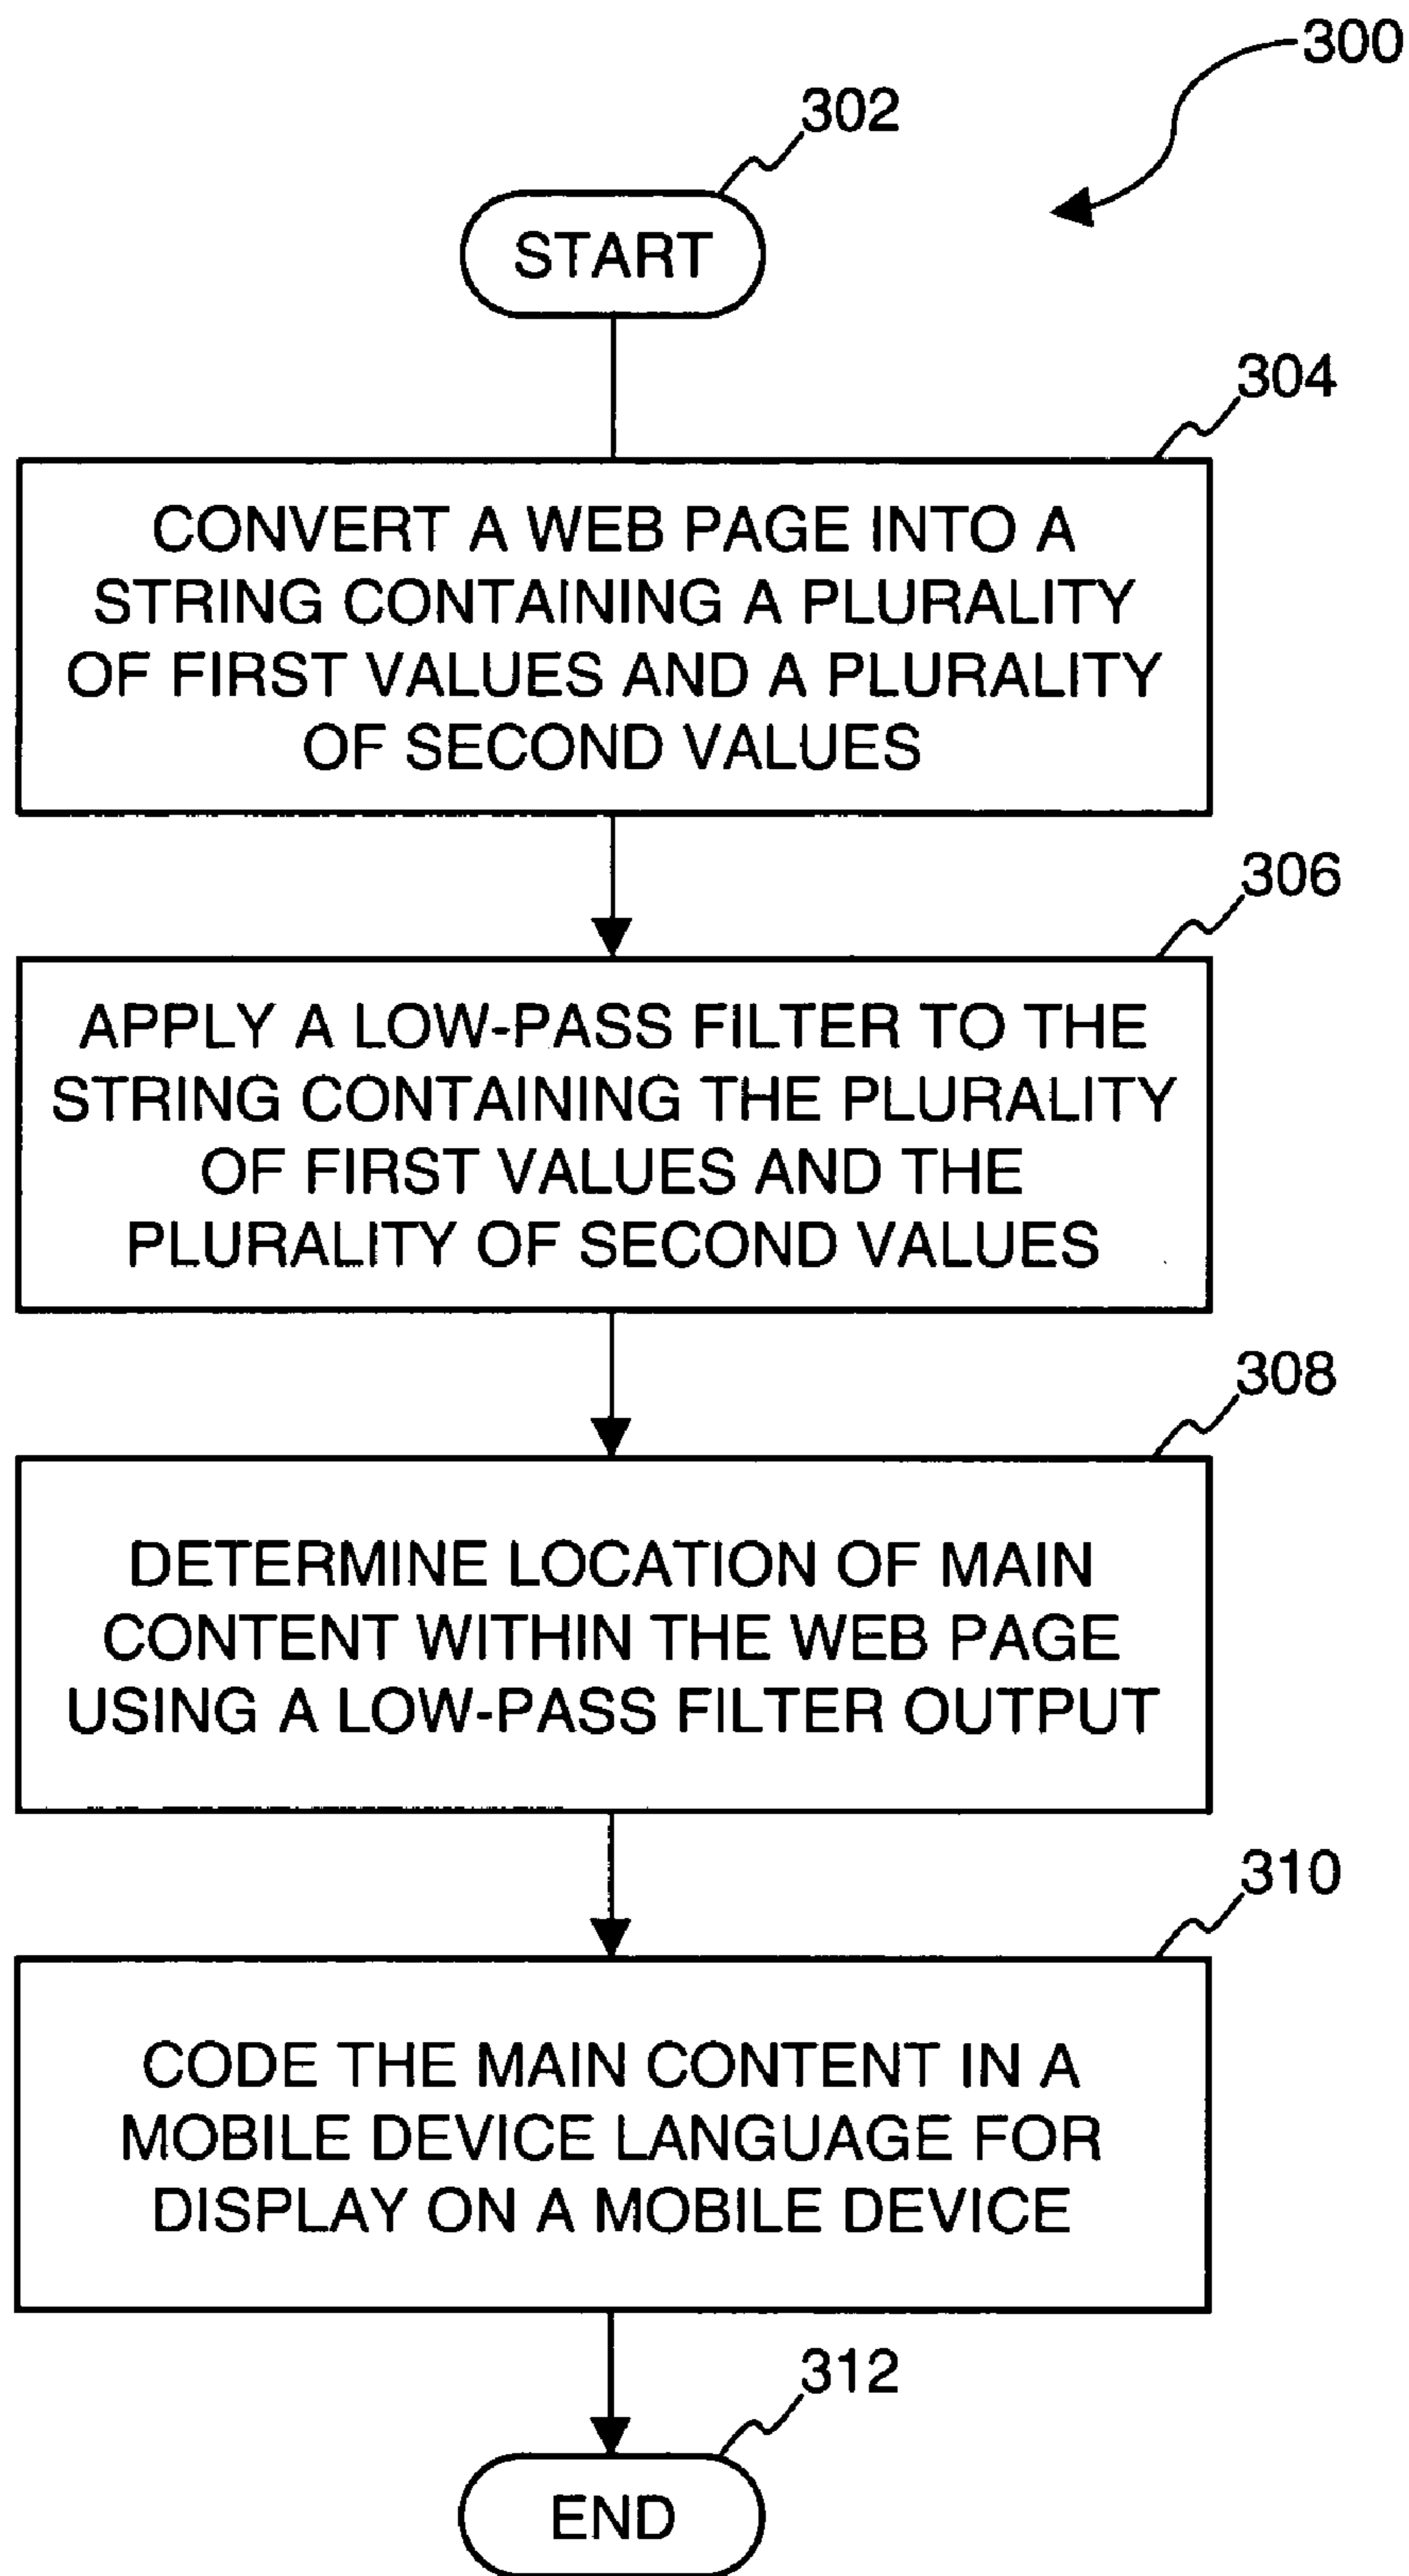 300
302
START
304
CONVERT A WEB PAGE INTO A
STRING CONTAINING A PLURALITY
OF FIRST VALUES AND A PLURALITY
OF SECOND VALUES
306
APPLY A LOW-PASS FILTER TO THE
STRING CONTAINING THE PLURALITY
OF FIRST VALUES AND THE
PLURALITY OF SECOND VALUES
308
DETERMINE LOCATION OF MAIN
CONTENT WITHIN THE WEB PAGE
USING A LOW-PASS FILTER OUTPUT
310
CODE THE MAIN CONTENT IN A
MOBILE DEVICE LANGUAGE FOR
DISPLAY ON A MOBILE DEVICE
312
END